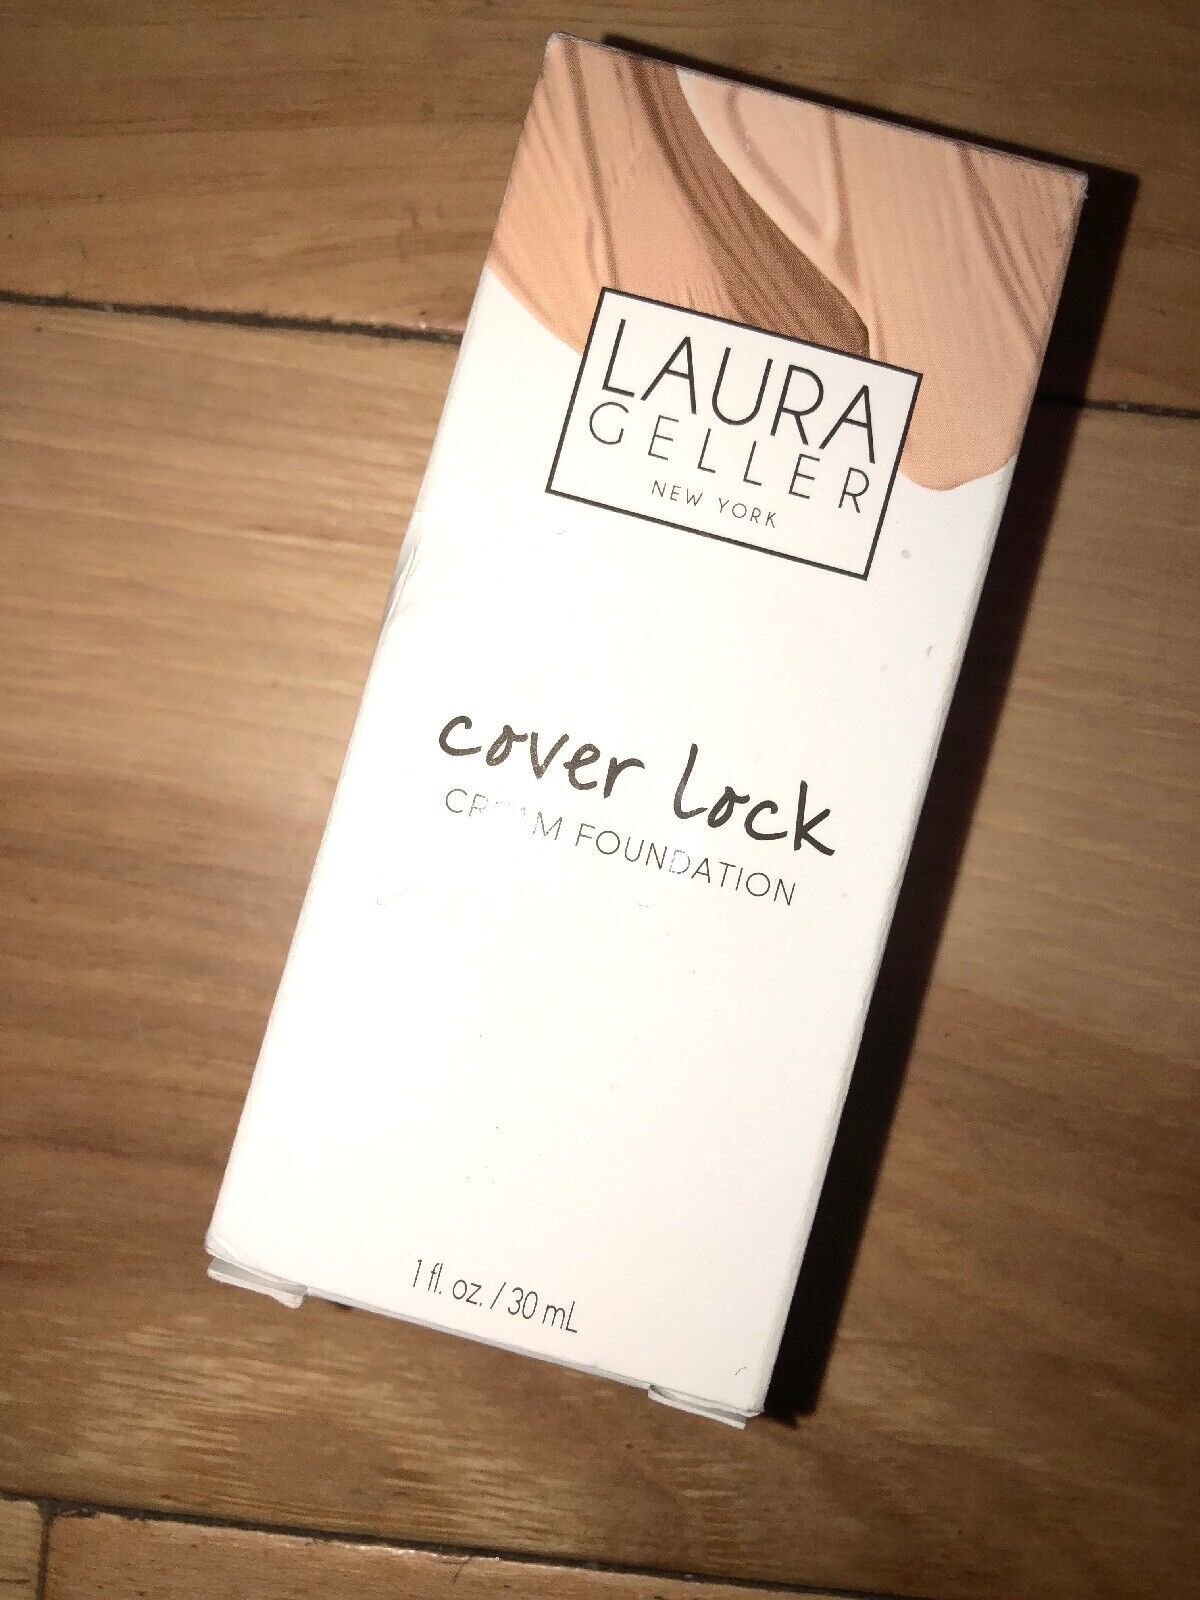 LAURA
GELLER
NEW YORK
cover lock
CREAM FOUNDATION
1 fl. oz. / 30 mL